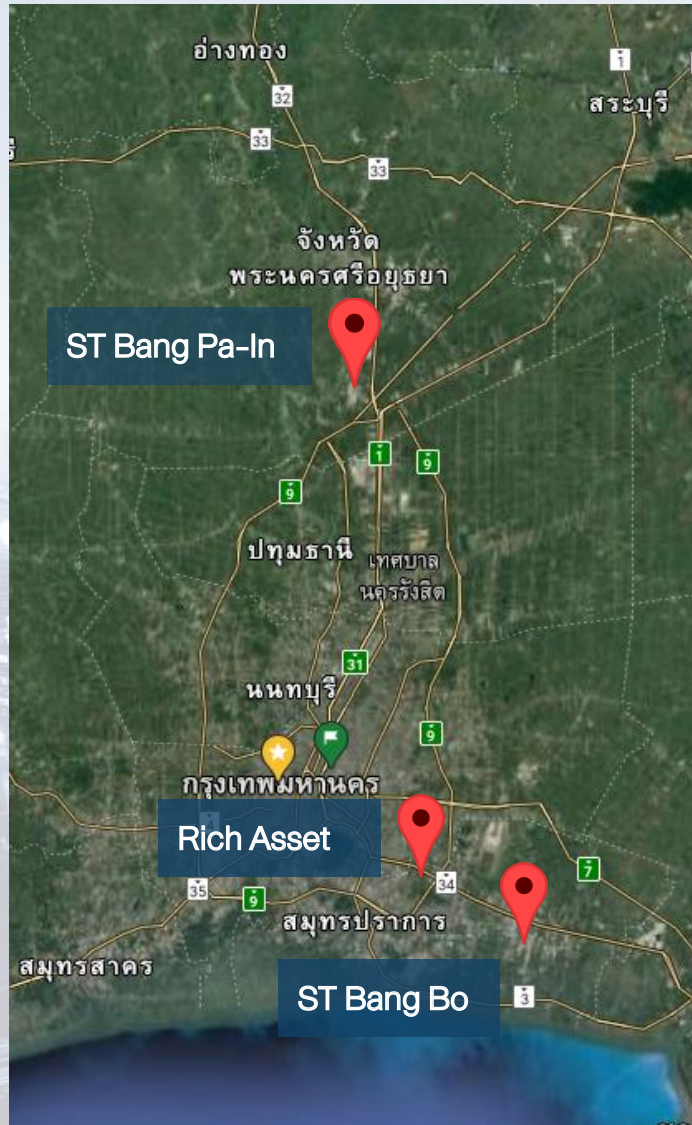 อ่างทอง
1
32
สระบุรี
33
33
จังหวัด
พระนครศรีอยุธยา
ST Bang Pa-In
1
9
9
ปทุมธานี
เทศบาล
นครรังสิต
31
นนทบุรี
9
กรุงเทพมหานคร
Rich Asset
7
34
35
9
สมุทรปราการ
สมุทรสาคร
ST Bang Bo
3